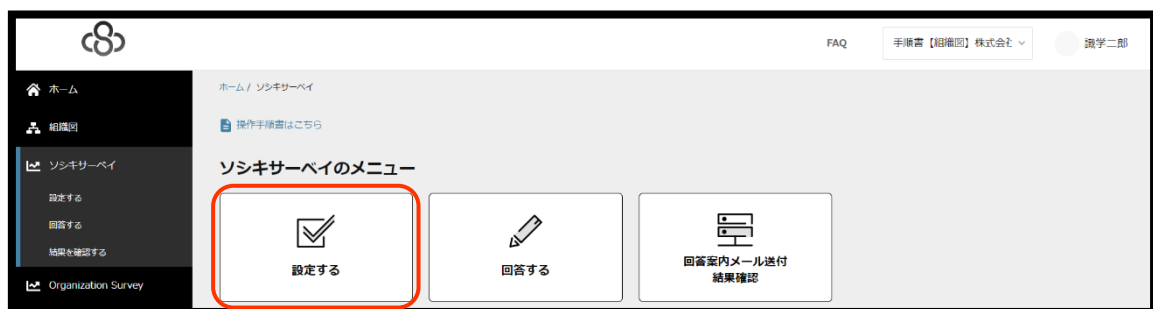 FAQ
手順書【組織図】株式会社
識学二郎
ホーム
組織図
ソシキサーベイ
設定する
回答する
結果を確認する
Organization Survey
ホーム / ソシキサーベイ
操作手順書はこちら
ソシキサーベイのメニュー
設定する
回答する
回答案内メール送付
結果確認